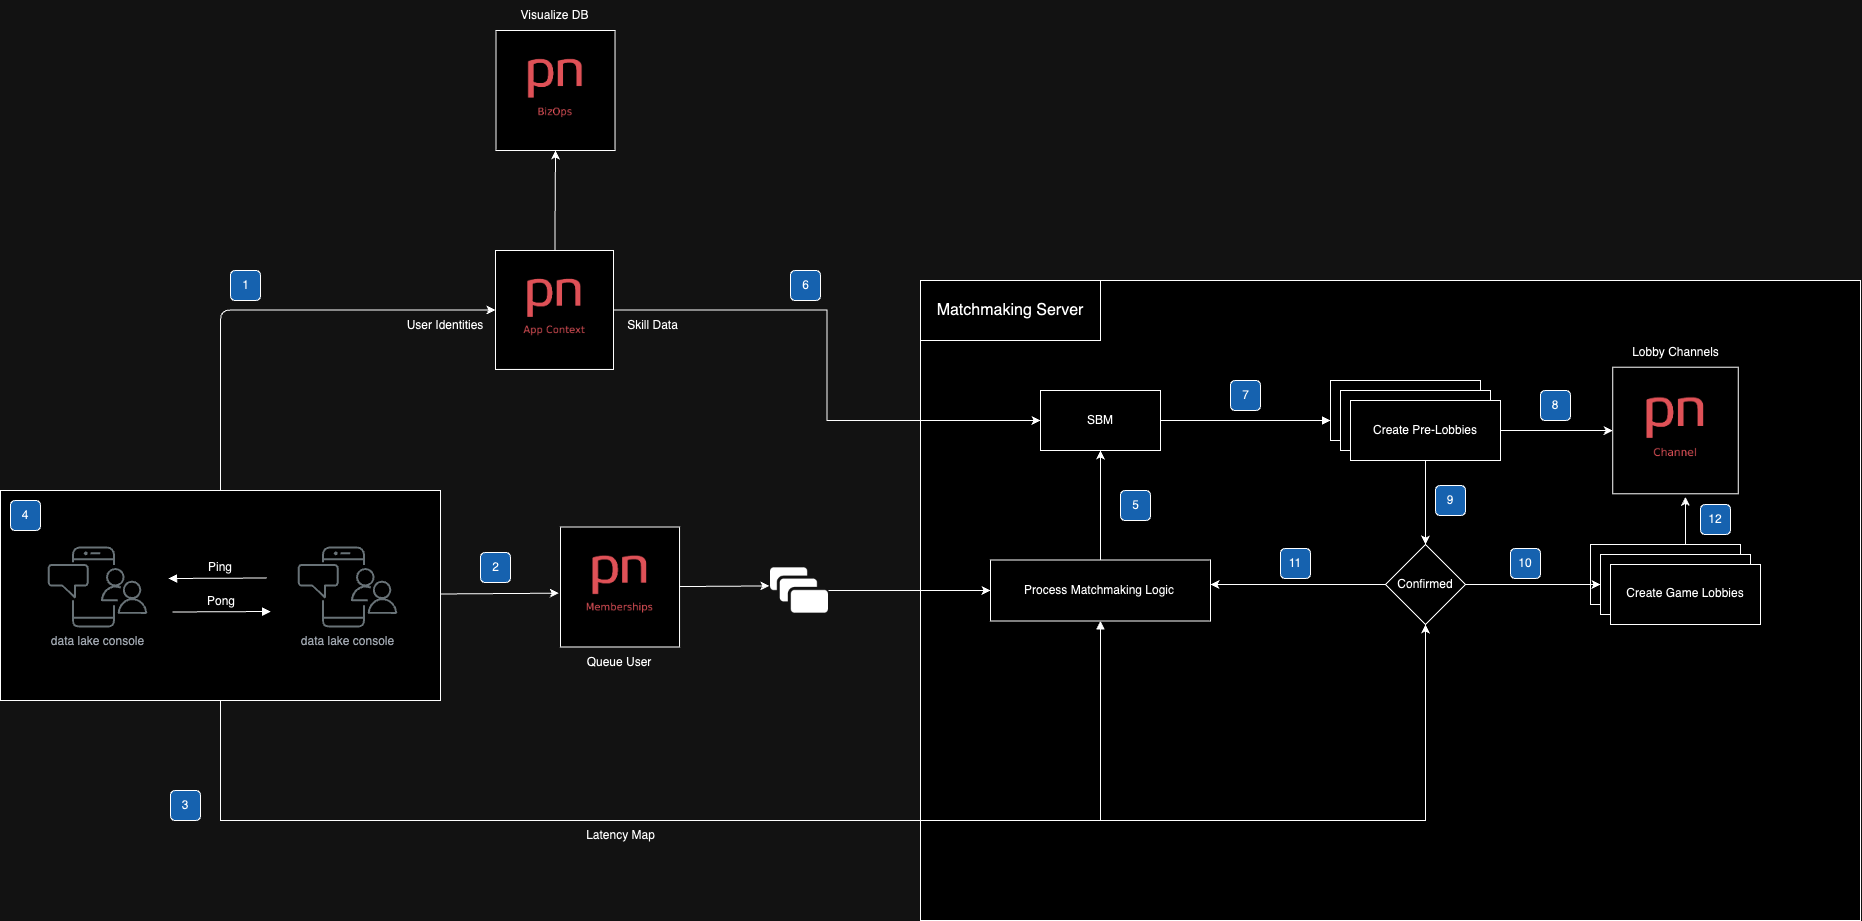 Visualize DB
pn
BizOps
1
User Identities
pn
App Context
6
Skill Data
Matchmaking Server
Lobby Channels
SBM
7
Create Pre-Lobbies
8
pn
Channel
4
Ping
Pong
data lake console
data lake console
2
pn
Memberships
Queue User
5
9
12
Process Matchmaking Logic
11
Confirmed
10
Create Game Lobbies
3
Latency Map